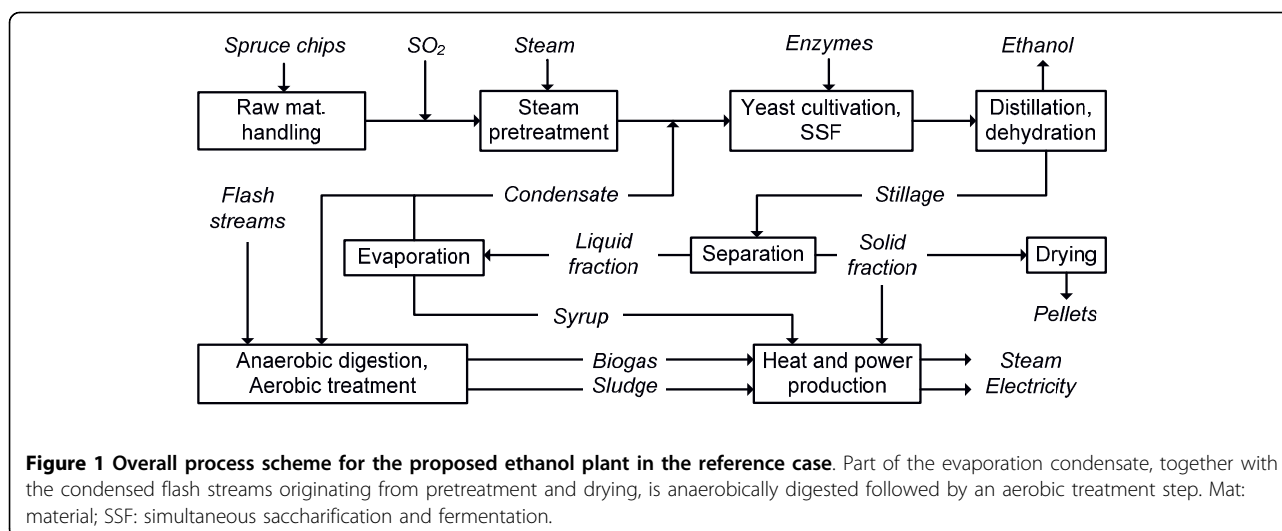 Spruce chips SO₂ Steam Enzymes Ethanol
Raw mat.
handling
Steam
pretreatment
Yeast cultivation,
SSF
Distillation,
dehydration
Flash
streams
Condensate
Stillage
Evaporation
Liquid
fraction
Separation
Solid
fraction
Drying
Syrup
Pellets
Anaerobic digestion,
Aerobic treatment
Biogas
Sludge
Heat and power
production
Steam
Electricity
Figure 1 Overall process scheme for the proposed ethanol plant in the reference case. Part of the evaporation condensate, together with
the condensed flash streams originating from pretreatment and drying, is anaerobically digested followed by an aerobic treatment step. Mat:
material; SSF: simultaneous saccharification and fermentation.